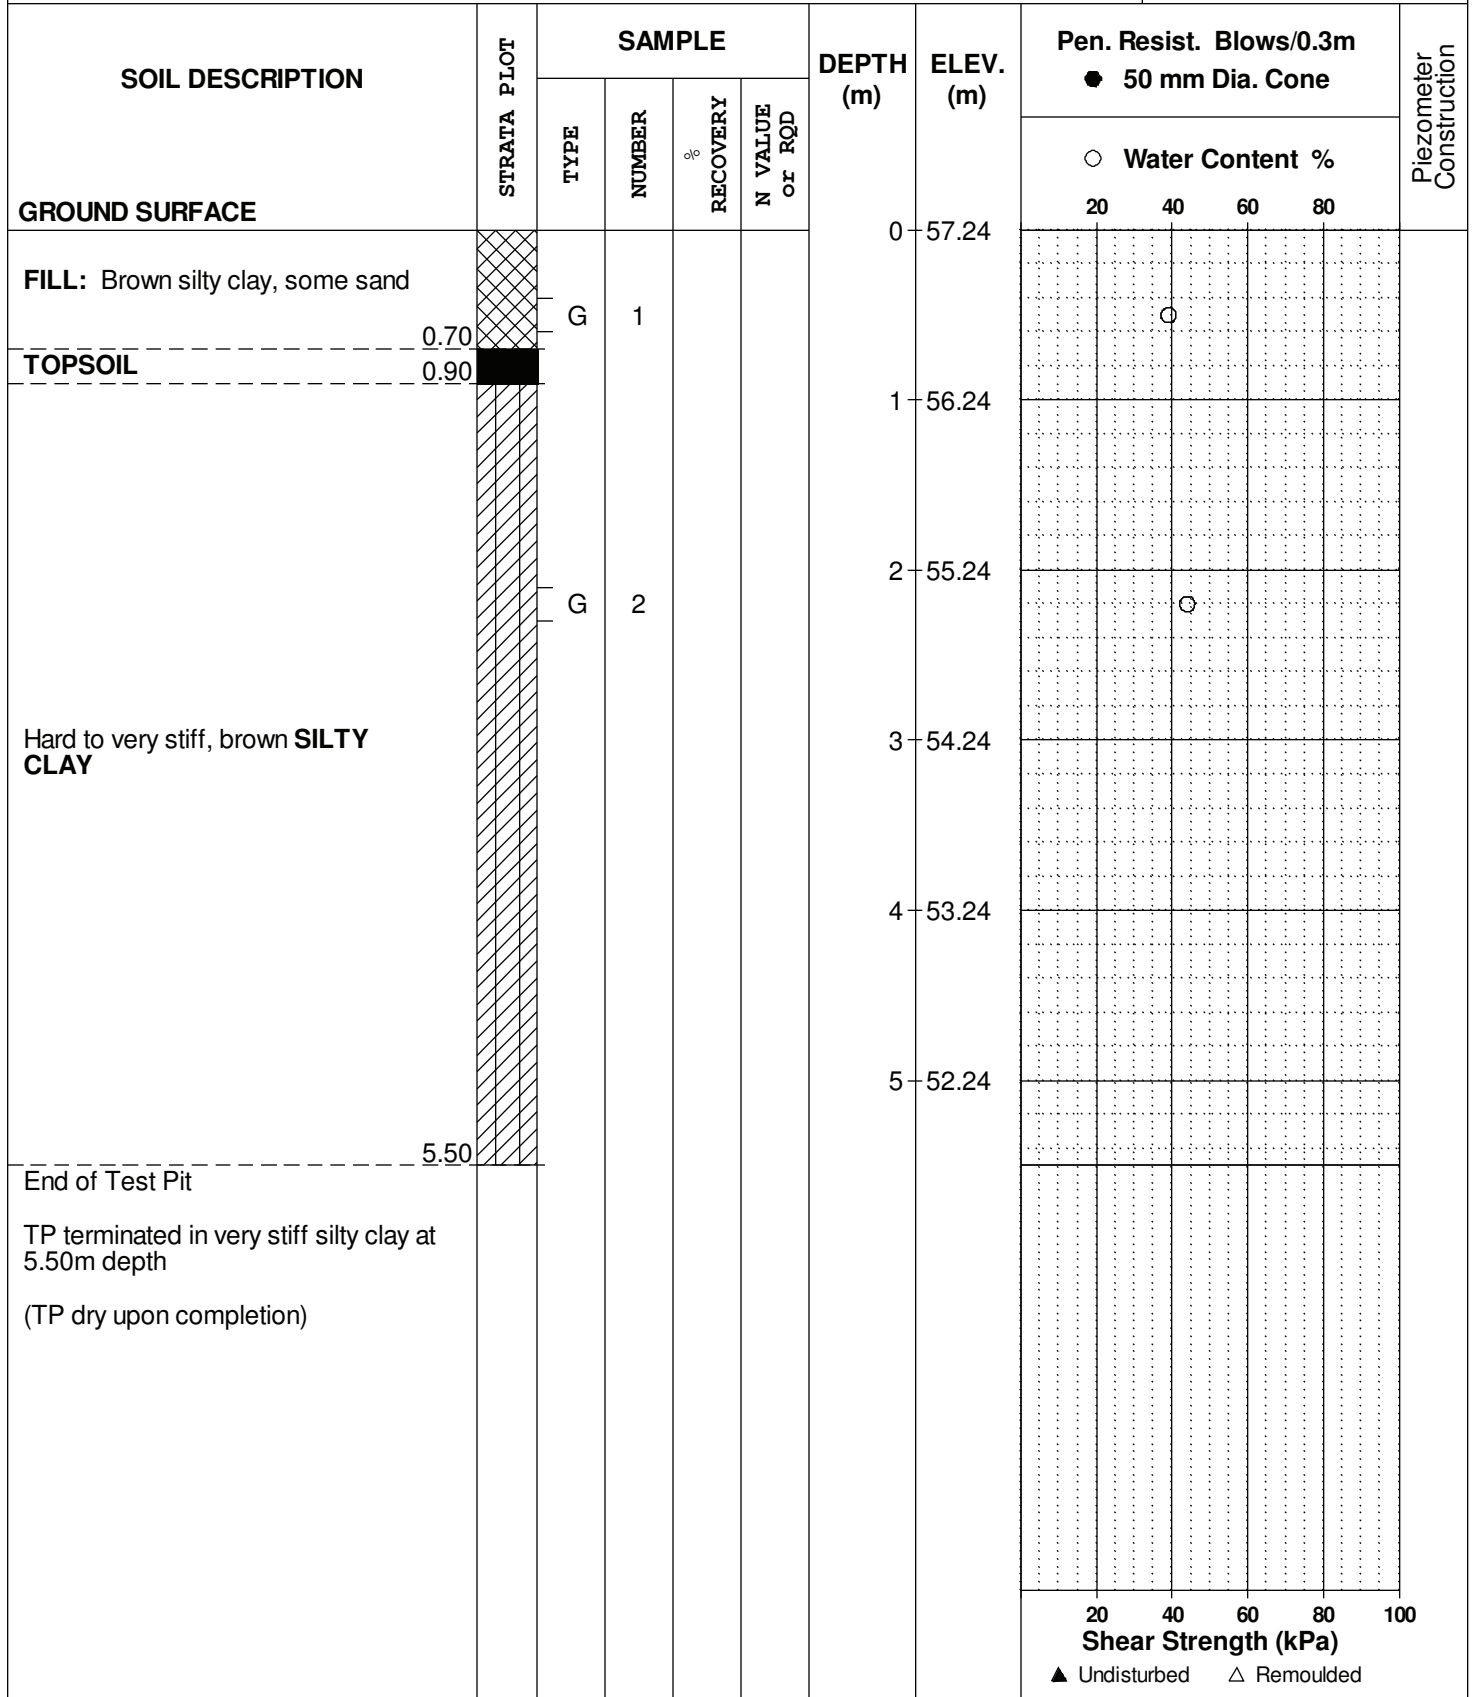 SOIL DESCRIPTION
GROUND SURFACE
STRATA PLOT
SAMPLE
TYPE
NUMBER
%
RECOVERY
N VALUE
or RQD
DEPTH
(m)
ELEV.
(m)
Pen. Resist. Blows/0.3m
● 50 mm Dia. Cone
○ Water Content %
20 40 60 80
Piezometer
Construction
0 57.24
FILL: Brown silty clay, some sand
G 1
0.70
TOPSOIL
0.90
1 56.24
2 55.24
G 2
Hard to very stiff, brown SILTY
CLAY
3 54.24
4 53.24
5 52.24
5.50
End of Test Pit
TP terminated in very stiff silty clay at
5.50m depth
(TP dry upon completion)
20 40 60 80 100
Shear Strength (kPa)
▲ Undisturbed △ Remoulded